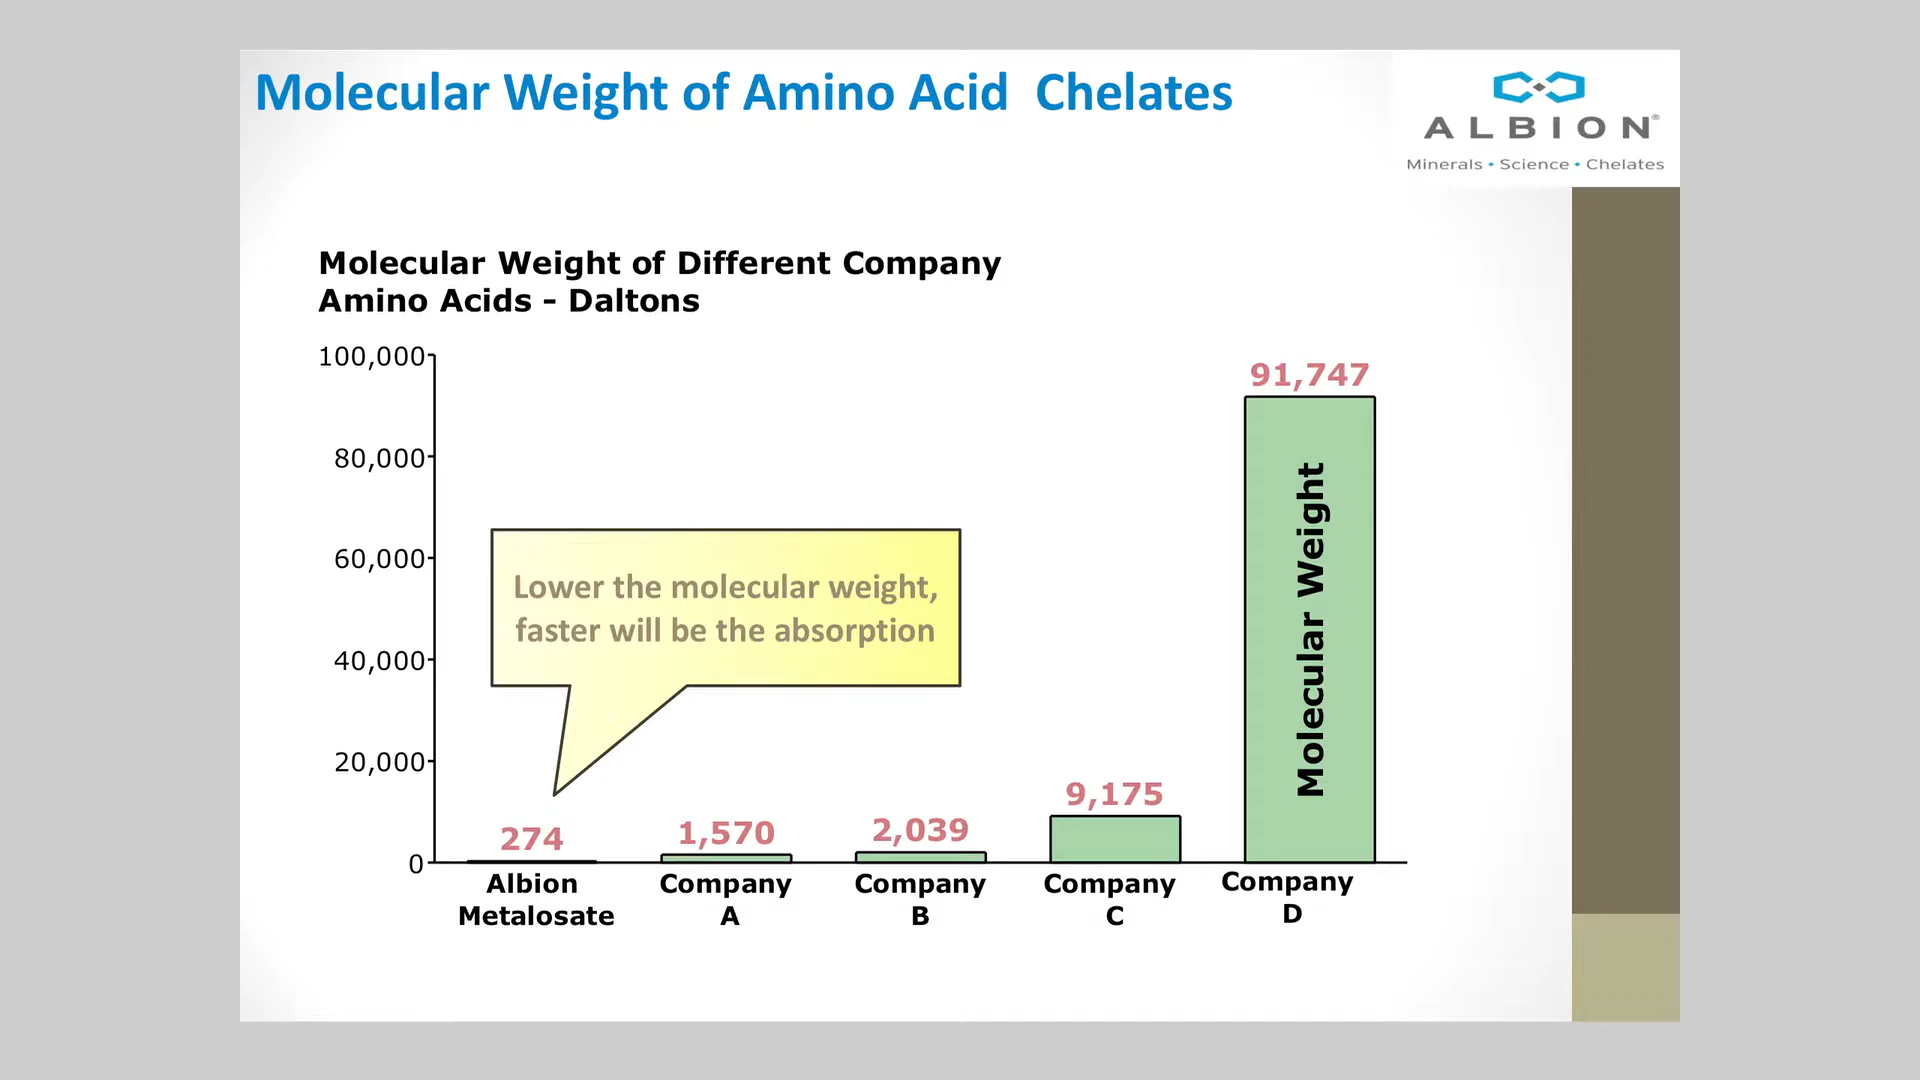 Molecular Weight of Amino Acid Chelates
ALBION®
Minerals • Science • Chelates
Molecular Weight of Different Company
Amino Acids - Daltons
100,000
80,000
60,000
40,000
20,000
0
Lower the molecular weight,
faster will be the absorption
274
1,570
2,039
9,175
91,747
Molecular Weight
Albion
Metalosate
Company
A
Company
B
Company
C
Company
D